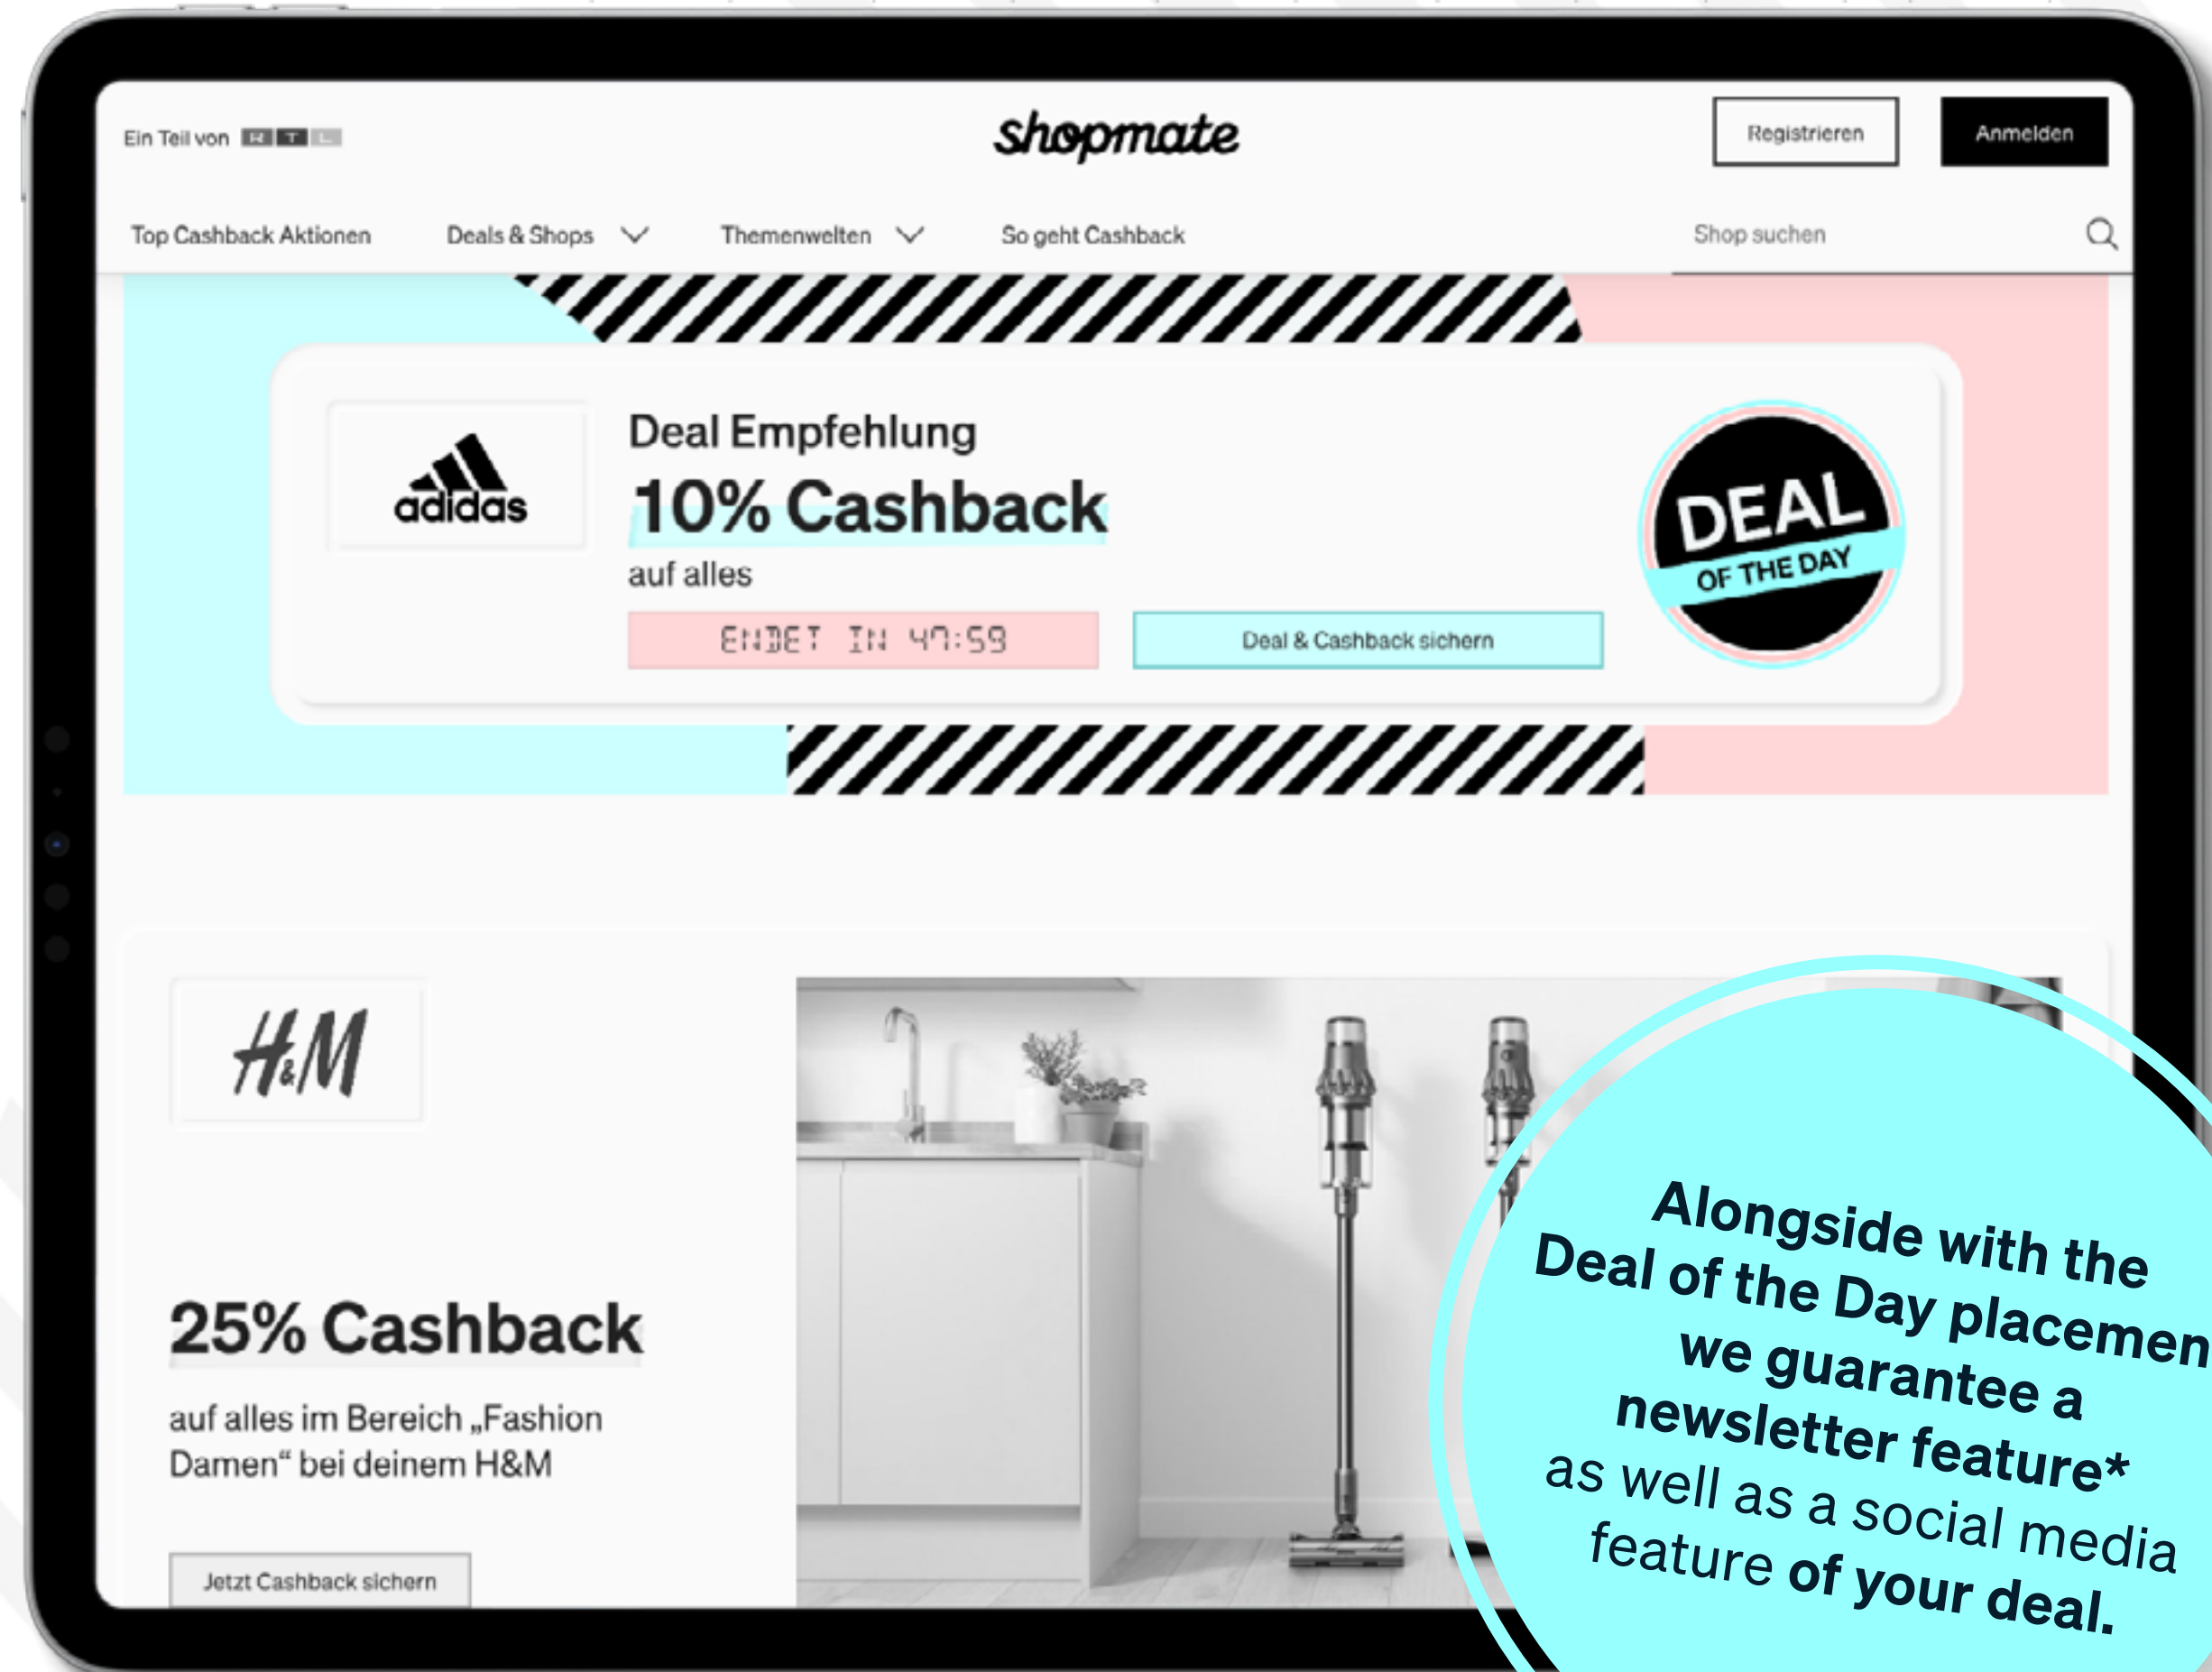 Ein Teil von RTL
shopmate
Registrieren
Anmelden
Top Cashback Aktionen
Deals & Shops
Themenwelten
So geht Cashback
Shop suchen
adidas
Deal Empfehlung
10% Cashback
auf alles
ENDET IN 47:59
Deal & Cashback sichern
DEAL
OF THE DAY
H&M
25% Cashback
auf alles im Bereich „Fashion
Damen“ bei deinem H&M
Jetzt Cashback sichern
Alongside with the
Deal of the Day placemen
we guarantee a
newsletter feature*
as well as a social media
feature of your deal.